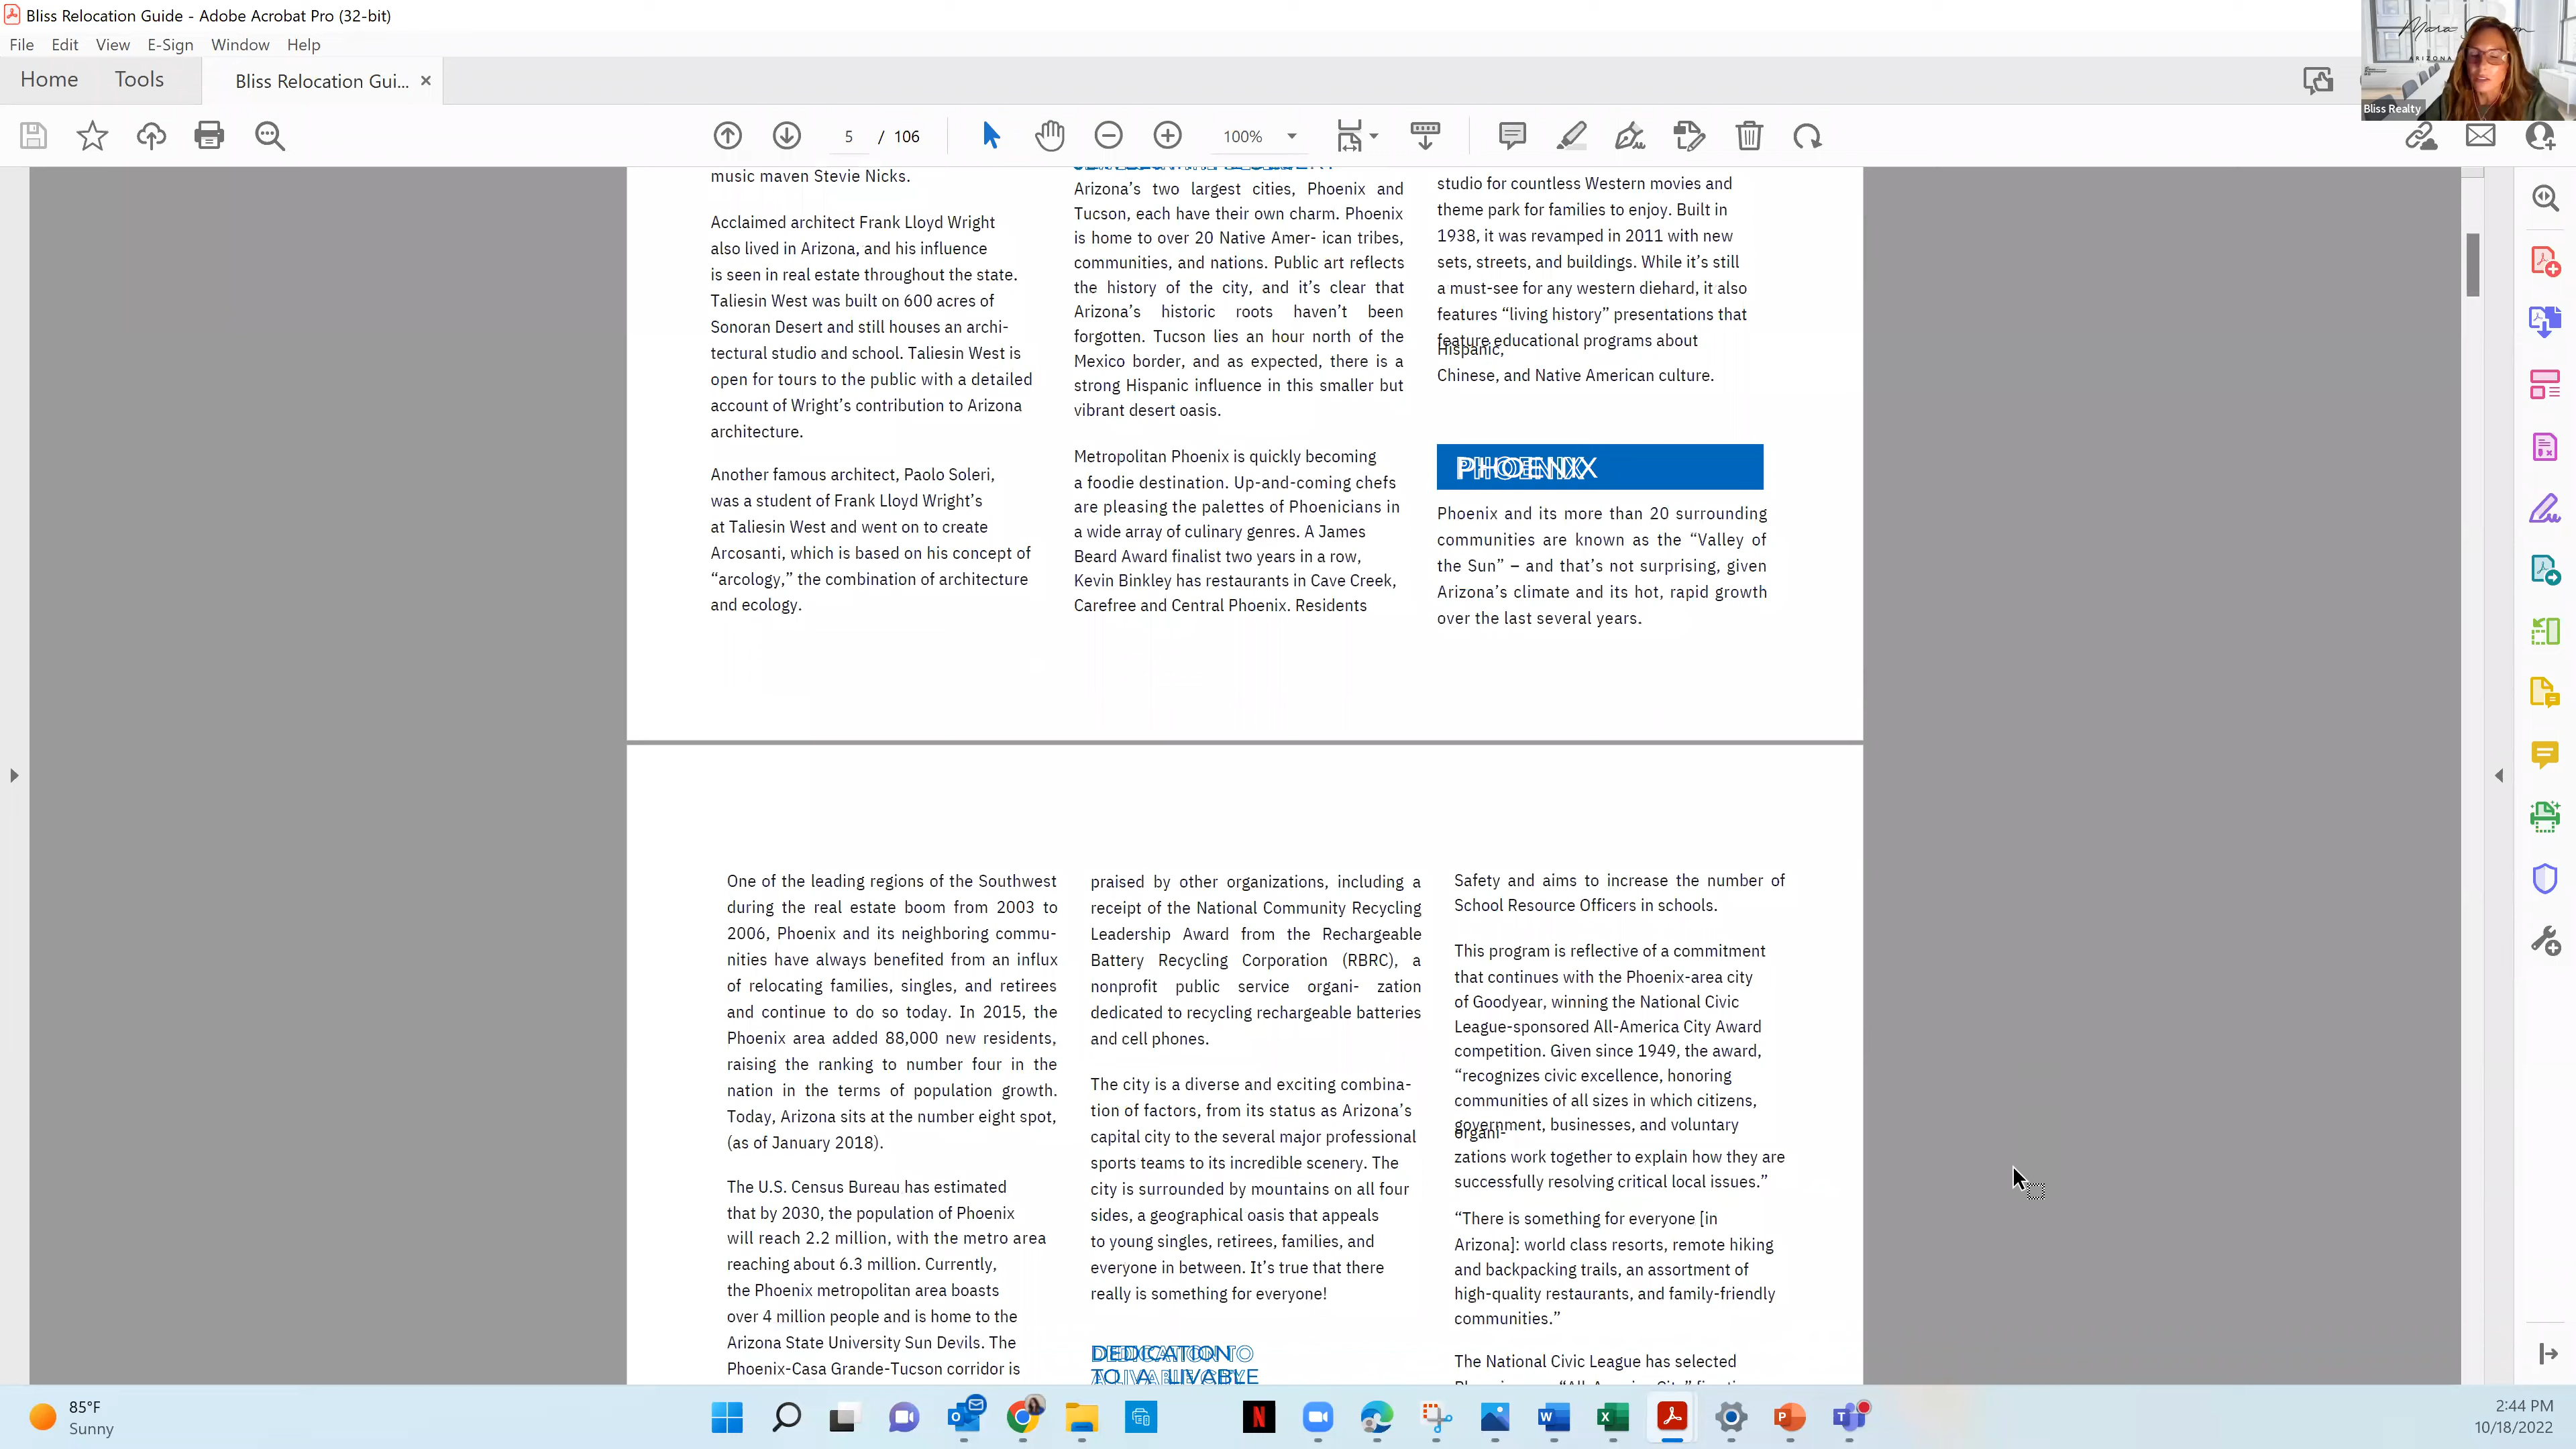 Bliss Relocation Guide - Adobe Acrobat Pro (32-bit)
File Edit View E-Sign Window Help
Home Tools Bliss Relocation Gui... ×
5 / 106 100%
ARIZONA
Bliss Realty
music maven Stevie Nicks.
Acclaimed architect Frank Lloyd Wright
also lived in Arizona, and his influence
is seen in real estate throughout the state.
Taliesin West was built on 600 acres of
Sonoran Desert and still houses an archi-
tectural studio and school. Taliesin West is
open for tours to the public with a detailed
account of Wright’s contribution to Arizona
architecture.
Another famous architect, Paolo Soleri,
was a student of Frank Lloyd Wright’s
at Taliesin West and went on to create
Arcosanti, which is based on his concept of
“arcology,” the combination of architecture
and ecology.
Arizona’s two largest cities, Phoenix and
Tucson, each have their own charm. Phoenix
is home to over 20 Native Amer- ican tribes,
communities, and nations. Public art reflects
the history of the city, and it’s clear that
Arizona’s historic roots haven’t been
forgotten. Tucson lies an hour north of the
Mexico border, and as expected, there is a
strong Hispanic influence in this smaller but
vibrant desert oasis.
Metropolitan Phoenix is quickly becoming
a foodie destination. Up-and-coming chefs
are pleasing the palettes of Phoenicians in
a wide array of culinary genres. A James
Beard Award finalist two years in a row,
Kevin Binkley has restaurants in Cave Creek,
Carefree and Central Phoenix. Residents
studio for countless Western movies and
theme park for families to enjoy. Built in
1938, it was revamped in 2011 with new
sets, streets, and buildings. While it’s still
a must-see for any western diehard, it also
features “living history” presentations that
feature educational programs about
Hispanic,
Chinese, and Native American culture.
PHOENIX
Phoenix and its more than 20 surrounding
communities are known as the “Valley of
the Sun” – and that’s not surprising, given
Arizona’s climate and its hot, rapid growth
over the last several years.
One of the leading regions of the Southwest
during the real estate boom from 2003 to
2006, Phoenix and its neighboring commu-
nities have always benefited from an influx
of relocating families, singles, and retirees
and continue to do so today. In 2015, the
Phoenix area added 88,000 new residents,
raising the ranking to number four in the
nation in the terms of population growth.
Today, Arizona sits at the number eight spot,
(as of January 2018).
The U.S. Census Bureau has estimated
that by 2030, the population of Phoenix
will reach 2.2 million, with the metro area
reaching about 6.3 million. Currently,
the Phoenix metropolitan area boasts
over 4 million people and is home to the
Arizona State University Sun Devils. The
Phoenix-Casa Grande-Tucson corridor is
praised by other organizations, including a
receipt of the National Community Recycling
Leadership Award from the Rechargeable
Battery Recycling Corporation (RBRC), a
nonprofit public service organi- zation
dedicated to recycling rechargeable batteries
and cell phones.
The city is a diverse and exciting combina-
tion of factors, from its status as Arizona’s
capital city to the several major professional
sports teams to its incredible scenery. The
city is surrounded by mountains on all four
sides, a geographical oasis that appeals
to young singles, retirees, families, and
everyone in between. It’s true that there
really is something for everyone!
DEDICATION TO
TO A LIVABLE
Safety and aims to increase the number of
School Resource Officers in schools.
This program is reflective of a commitment
that continues with the Phoenix-area city
of Goodyear, winning the National Civic
League-sponsored All-America City Award
competition. Given since 1949, the award,
“recognizes civic excellence, honoring
communities of all sizes in which citizens,
government, businesses, and voluntary
organi-
zations work together to explain how they are
successfully resolving critical local issues.”
“There is something for everyone [in
Arizona]: world class resorts, remote hiking
and backpacking trails, an assortment of
high-quality restaurants, and family-friendly
communities.”
The National Civic League has selected
85°F
Sunny
2:44 PM
10/18/2022